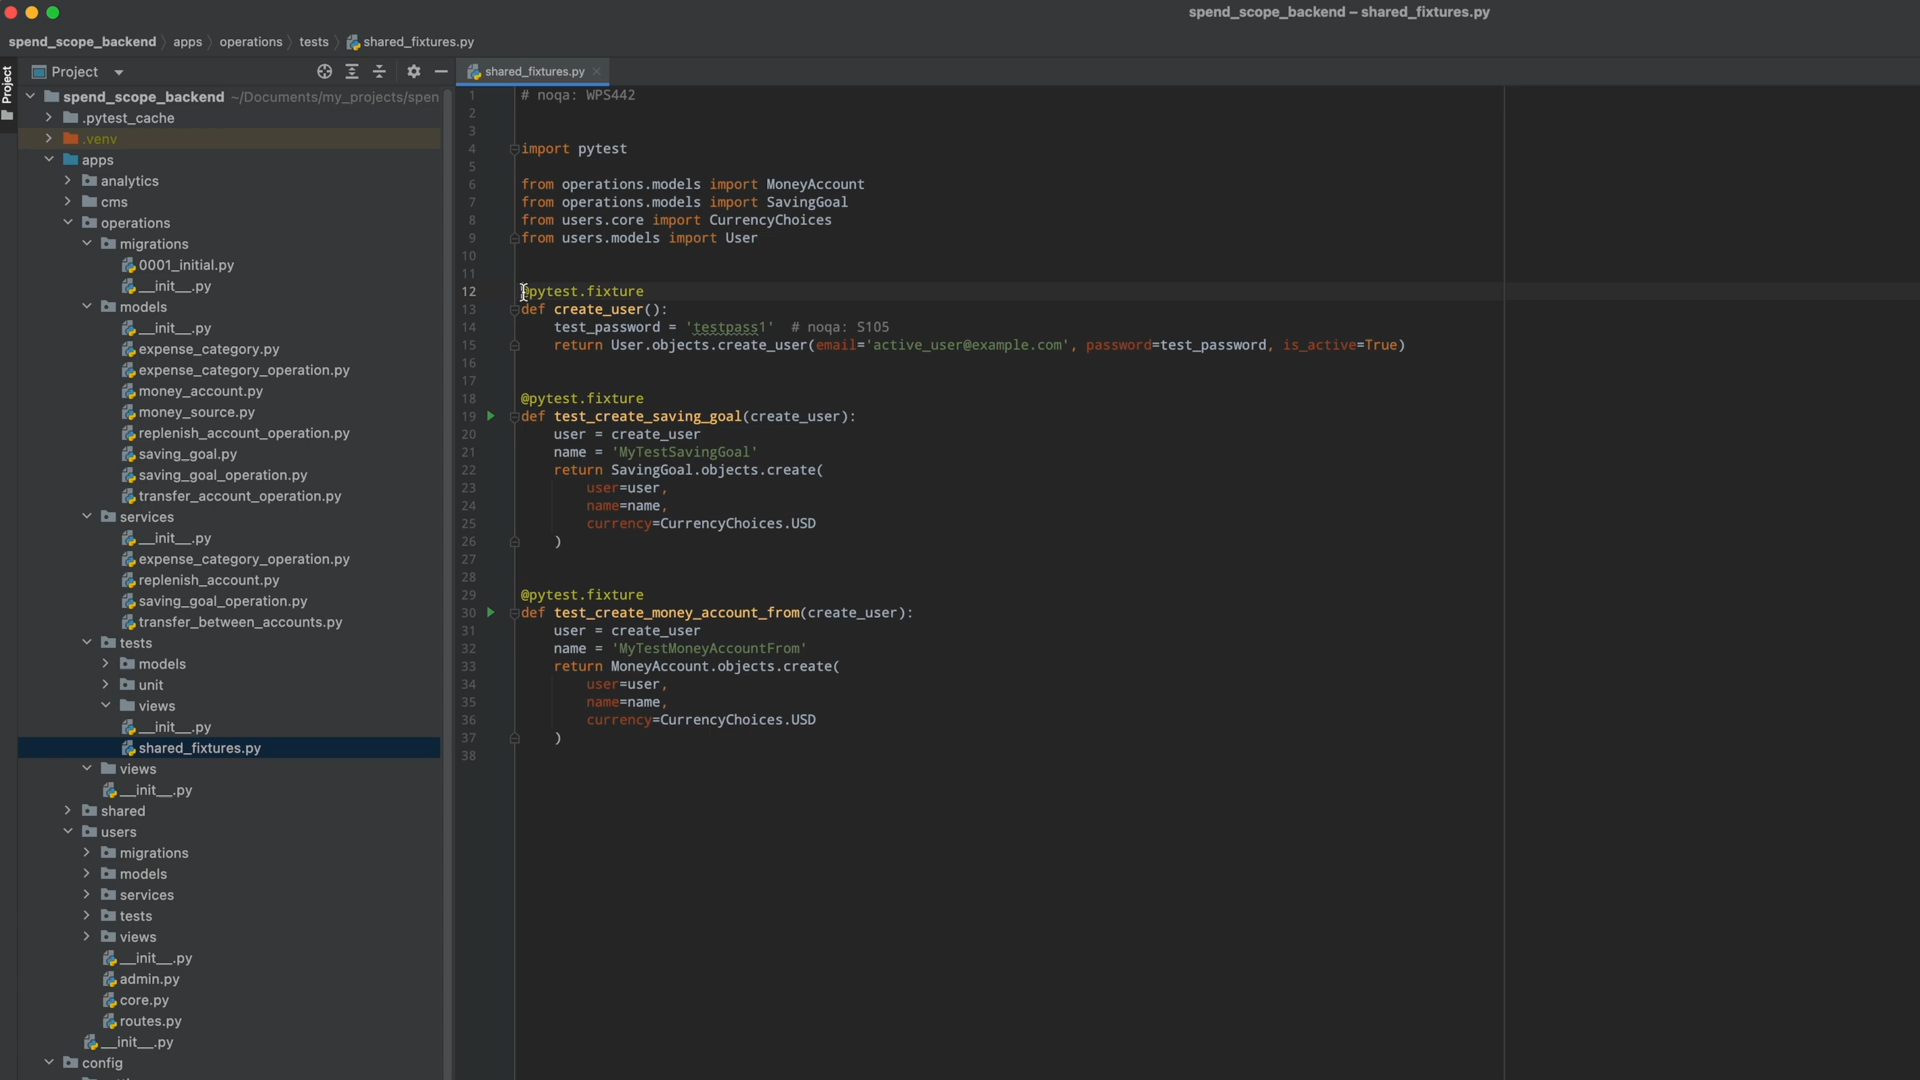 spend_scope_backend – shared_fixtures.py
spend_scope_backend apps operations tests shared_fixtures.py
Project
Project
shared_fixtures.py
spend_scope_backend ~/Documents/my_projects/spen
.pytest_cache
.venv
apps
analytics
cms
operations
migrations
0001_initial.py
__init__.py
models
__init__.py
expense_category.py
expense_category_operation.py
money_account.py
money_source.py
replenish_account_operation.py
saving_goal.py
saving_goal_operation.py
transfer_account_operation.py
services
__init__.py
expense_category_operation.py
replenish_account.py
saving_goal_operation.py
transfer_between_accounts.py
tests
models
unit
views
__init__.py
shared_fixtures.py
views
__init__.py
shared
users
migrations
models
services
tests
views
__init__.py
admin.py
core.py
routes.py
__init__.py
config
1 # noqa: WPS442
2
3
4 import pytest
5
6 from operations.models import MoneyAccount
7 from operations.models import SavingGoal
8 from users.core import CurrencyChoices
9 from users.models import User
10
11
12 @pytest.fixture
13 def create_user():
14 test_password = 'testpass1' # noqa: S105
15 return User.objects.create_user(email='active_user@example.com', password=test_password, is_active=True)
16
17
18 @pytest.fixture
19 def test_create_saving_goal(create_user):
20 user = create_user
21 name = 'MyTestSavingGoal'
22 return SavingGoal.objects.create(
23 user=user,
24 name=name,
25 currency=CurrencyChoices.USD
26 )
27
28
29 @pytest.fixture
30 def test_create_money_account_from(create_user):
31 user = create_user
32 name = 'MyTestMoneyAccountFrom'
33 return MoneyAccount.objects.create(
34 user=user,
35 name=name,
36 currency=CurrencyChoices.USD
37 )
38